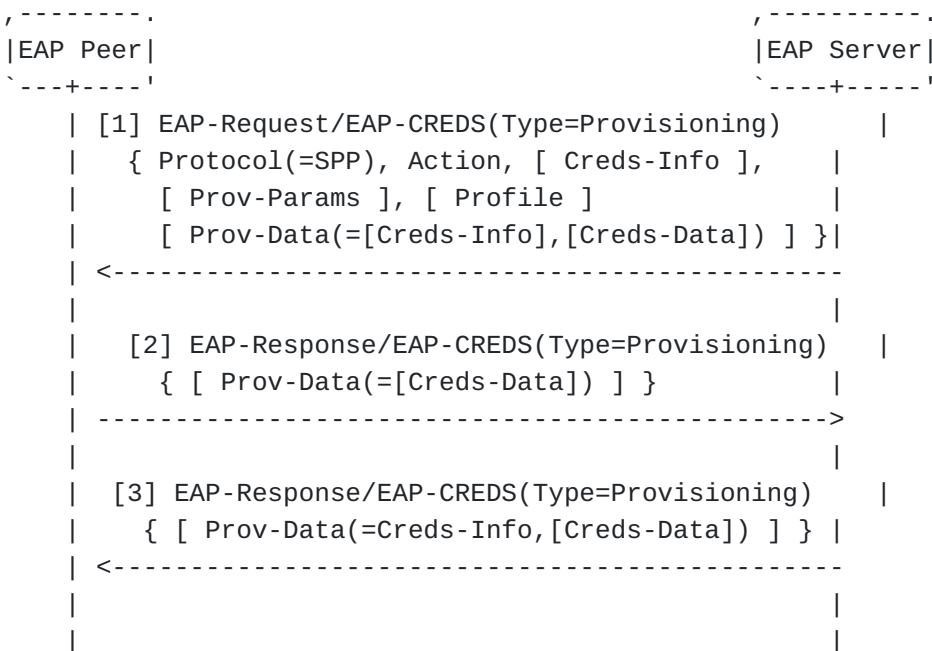 ,--------.                                      ,----------.
|EAP Peer|                                      |EAP Server|
`---+----'                                      `----+-----'
    | [1] EAP-Request/EAP-CREDS(Type=Provisioning)      |
    |   { Protocol(=SPP), Action, [ Creds-Info ],    |
    |     [ Prov-Params ], [ Profile ]               |
    |     [ Prov-Data(=[Creds-Info],[Creds-Data]) ] }|
    | <-----------------------------------------------
    |                                                |
    |   [2] EAP-Response/EAP-CREDS(Type=Provisioning)   |
    |     { [ Prov-Data(=[Creds-Data]) ] }           |
    | ----------------------------------------------->
    |                                                |
    |  [3] EAP-Response/EAP-CREDS(Type=Provisioning)    |
    |    { [ Prov-Data(=Creds-Info,[Creds-Data]) ] } |
    | <-----------------------------------------------
    |                                                |
    |                                                |